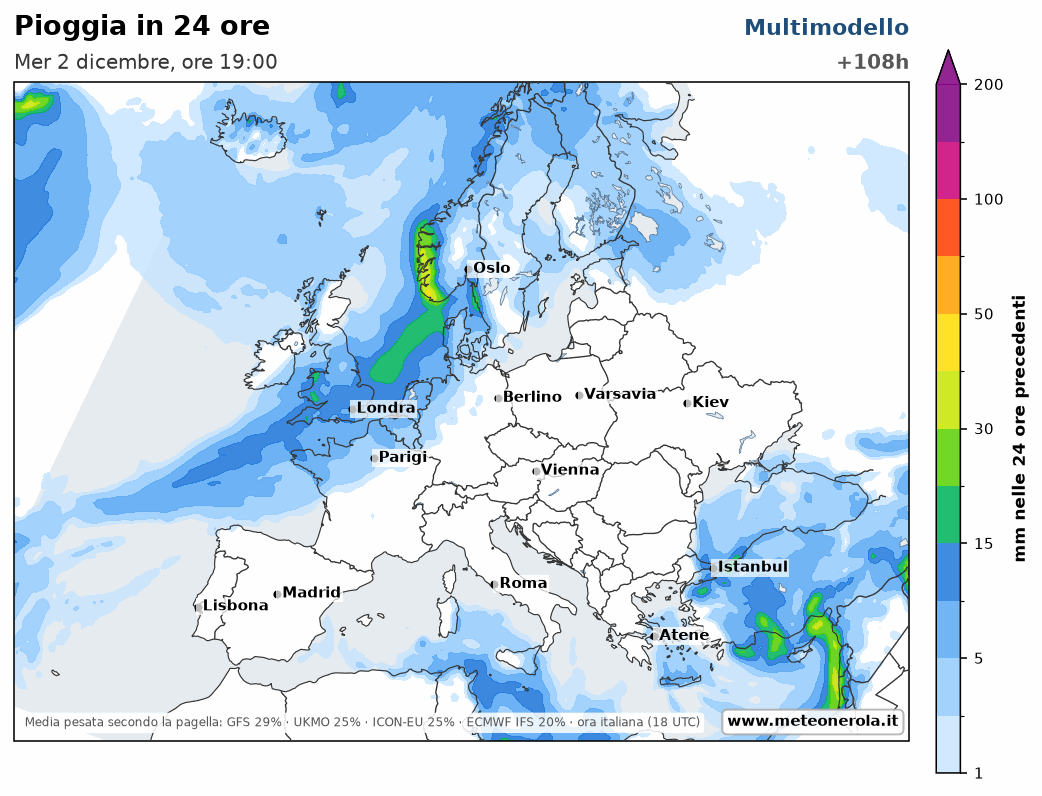 Pioggia in 24 ore
Multimodello
Mer 2 dicembre, ore 19:00
+108h
200
100
50
30
15
5
1
mm nelle 24 ore precedenti
Oslo
Londra
Berlino
Varsavia
Kiev
Parigi
Vienna
Istanbul
Roma
Madrid
Lisbona
Atene
Media pesata secondo la pagella: GFS 29% · UKMO 25% · ICON-EU 25% · ECMWF IFS 20% · ora italiana (18 UTC)
www.meteonerola.it